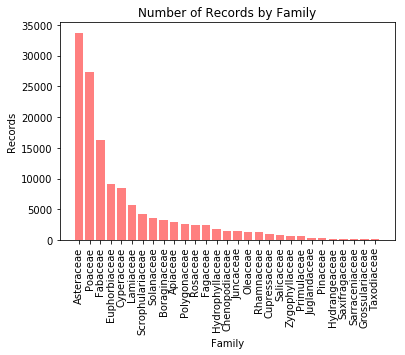 Number of Records by Family
Records
35000
30000
25000
20000
15000
10000
5000
0
Asteraceae
Poaceae
Fabaceae
Euphorbiaceae
Cyperaceae
Lamiaceae
Scrophulariaceae
Solanaceae
Boraginaceae
Apiaceae
Polygonaceae
Rosaceae
Fagaceae
Hydrophyllaceae
Chenopodiaceae
Juncaceae
Oleaceae
Rhamnaceae
Cupressaceae
Salicaceae
Zygophyllaceae
Primulaceae
Juglandaceae
Pinaceae
Hydrangeaceae
Saxifragaceae
Sarraceniaceae
Grossulariaceae
Taxodiaceae
Family